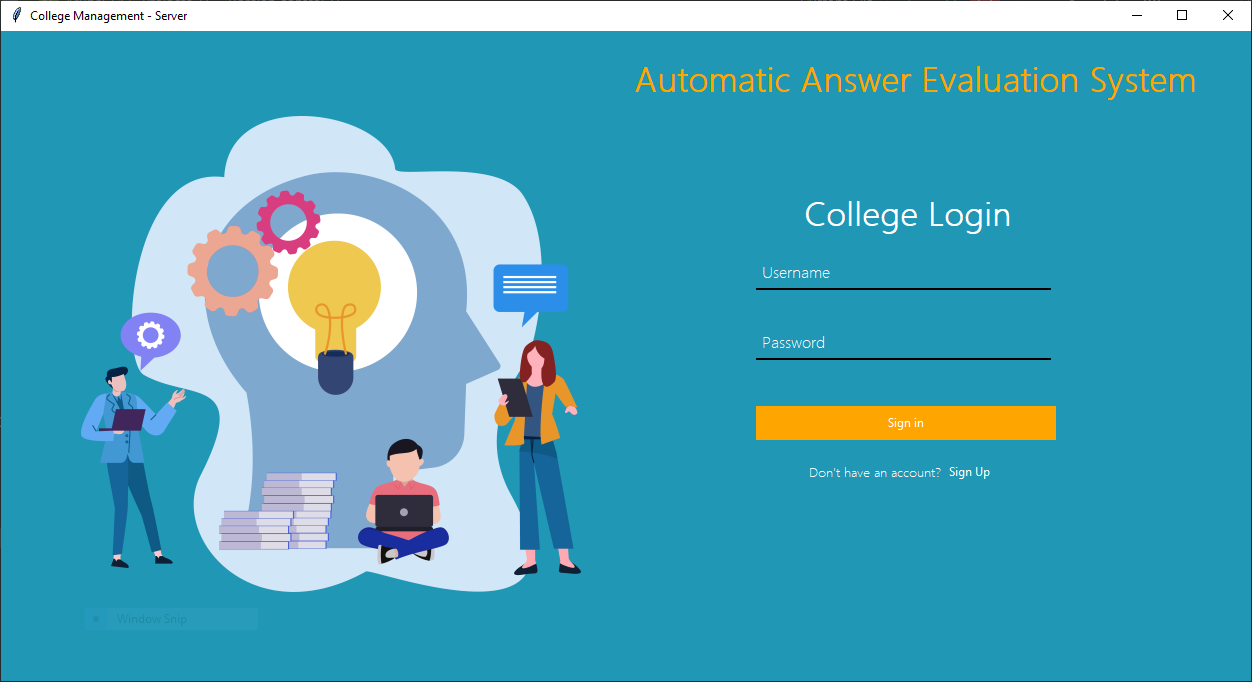 College Management - Server
Automatic Answer Evaluation System
College Login
Username
Password
Sign in
Don't have an account? Sign Up
Window Snip